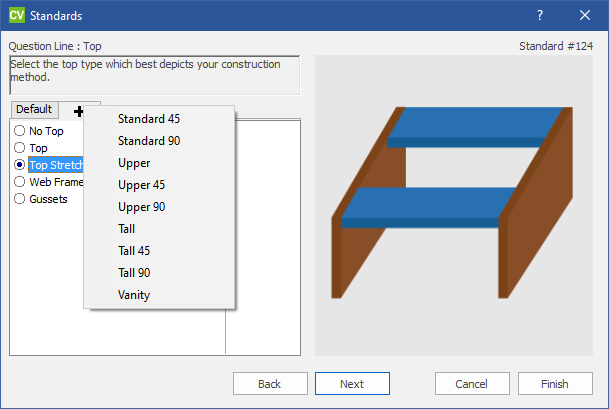 CV Standards ?
Question Line : Top
Standard #124
Select the top type which best depicts your construction
method.
Default
No Top
Top
Top Stretch
Web Frame
Gussets
Standard 45
Standard 90
Upper
Upper 45
Upper 90
Tall
Tall 45
Tall 90
Vanity
Back
Next
Cancel
Finish